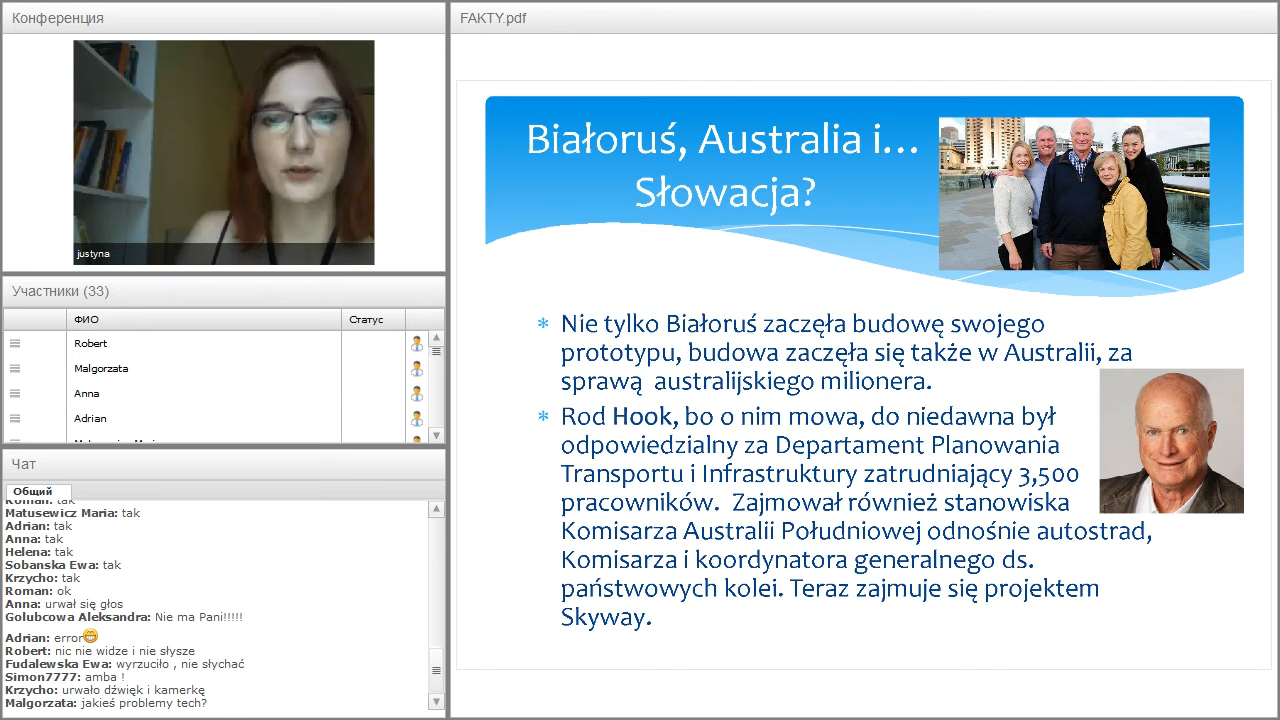 Конференция
justyna
Участники (33)
ФИО
Статус
Robert
Malgorzata
Anna
Adrian
Чат
Общий
Roman: tak
Matusewicz Maria: tak
Adrian: tak
Anna: tak
Helena: tak
Sobanska Ewa: tak
Krzycho: tak
Roman: ok
Anna: urwał się głos
Golubcowa Aleksandra: Nie ma Pani!!!!!
Adrian: error
Robert: nic nie widze i nie słysze
Fudalewska Ewa: wyrzuciło , nie słychać
Simon7777: amba !
Krzycho: urwało dźwięk i kamerkę
Malgorzata: jakieś problemy tech?
FAKTY.pdf
Białoruś, Australia i…
Słowacja?
Nie tylko Białoruś zaczęła budowę swojego
prototypu, budowa zaczęła się także w Australii, za
sprawą australijskiego milionera.
Rod Hook, bo o nim mowa, do niedawna był
odpowiedzialny za Departament Planowania
Transportu i Infrastruktury zatrudniający 3,500
pracowników. Zajmował również stanowiska
Komisarza Australii Południowej odnośnie autostrad,
Komisarza i koordynatora generalnego ds.
państwowych kolei. Teraz zajmuje się projektem
Skyway.